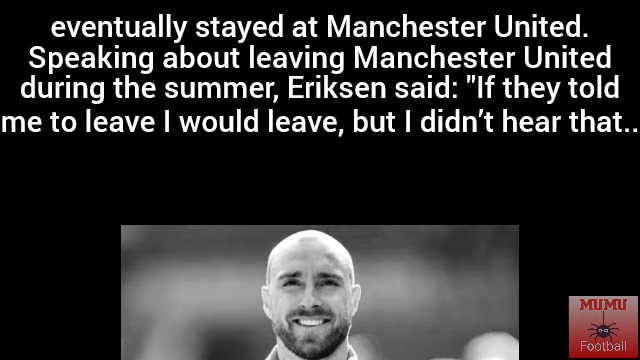 eventually stayed at Manchester United.
Speaking about leaving Manchester United
during the summer, Eriksen said: "If they told
me to leave I would leave, but I didn’t hear that..
MUMU
Football